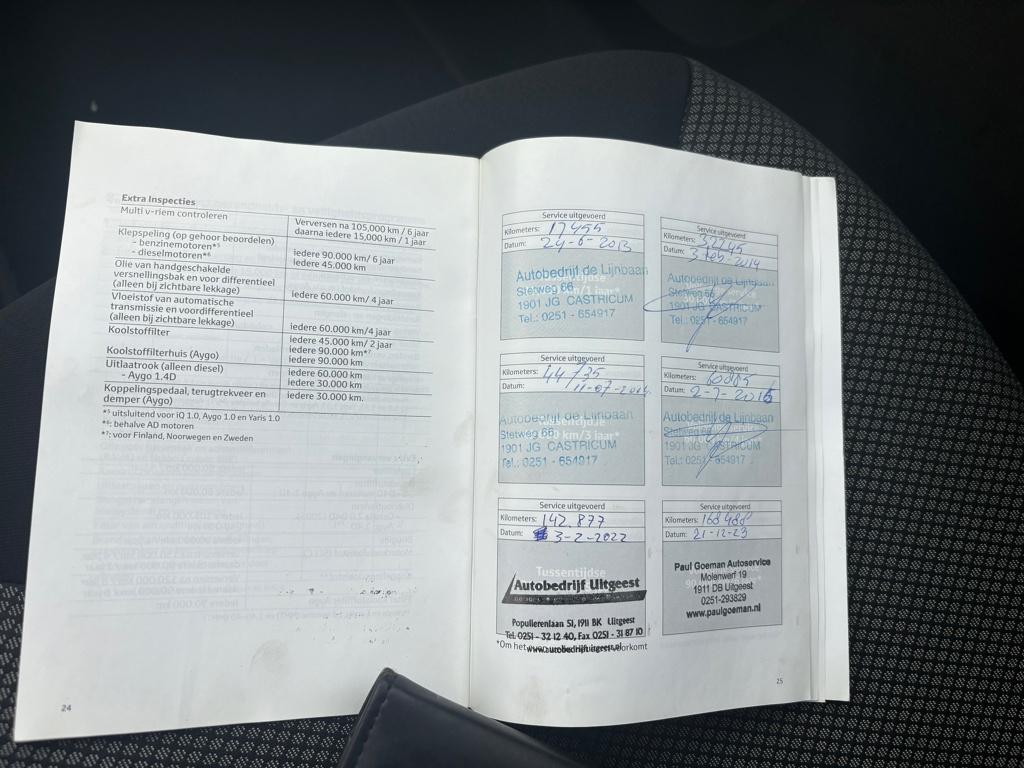 Extra Inspecties
Multi v-riem controleren
Verversen na 105,000 km / 6 jaar
daarna iedere 15,000 km / 1 jaar
Klepspeling (op gehoor beoordelen)
- benzinemotoren*5
iedere 90.000 km/ 6 jaar
- dieselmotoren*6
iedere 45.000 km
Olie van handgeschakelde
versnellingsbak en voor differentieel
(alleen bij zichtbare lekkage)
iedere 60.000 km/ 4 jaar
Vloeistof van automatische
transmissie en voordifferentieel
(alleen bij zichtbare lekkage)
iedere 60.000 km/4 jaar
Koolstoffilter
iedere 45.000 km/ 2 jaar
iedere 90.000 km*7
Koolstoffilterhuis (Aygo)
iedere 90.000 km
Uitlaatrook (alleen diesel)
iedere 60.000 km
- Aygo 1.4D
iedere 30.000 km
Koppelingspedaal, terugtrekveer en
demper (Aygo)
iedere 30.000 km.
*5 uitsluitend voor iQ 1.0, Aygo 1.0 en Yaris 1.0
*6: behalve AD motoren
*7: voor Finland, Noorwegen en Zweden
24
Service uitgevoerd
Kilometers: 17455
Datum: 24-6-2013
Autobedrijf de Lijnbaan
Stetweg 66
1901 JG CASTRICUM
Tel.: 0251 - 654917
Service uitgevoerd
Kilometers:
Datum: 3 feb. 2014
Autobedrijf de Lijnbaan
Stetweg 66
1901 JG CASTRICUM
Tel.: 0251 - 654917
Service uitgevoerd
Kilometers:
Datum: 11-07-2014
Autobedrijf de Lijnbaan
Stetweg 66
1901 JG CASTRICUM
Tel.: 0251 - 654917
Service uitgevoerd
Kilometers:
Datum: 2-7-2015
Autobedrijf de Lijnbaan
Stetweg 66
1901 JG CASTRICUM
Tel.: 0251 - 654917
Service uitgevoerd
Kilometers: 142.877
Datum: 3-2-2022
Tussentijdse
Autobedrijf Uitgeest
Populierenlaan 51, 1911 BK Uitgeest
Tel. 0251 - 32 12 40, Fax 0251 - 31 87 10
www.autobedrijfuitgeest.nl
*Om het voorkomt
Service uitgevoerd
Kilometers: 168488
Datum: 21-12-23
Paul Goeman Autoservice
Molenwerf 19
1911 DB Uitgeest
0251-293829
www.paulgoeman.nl
25